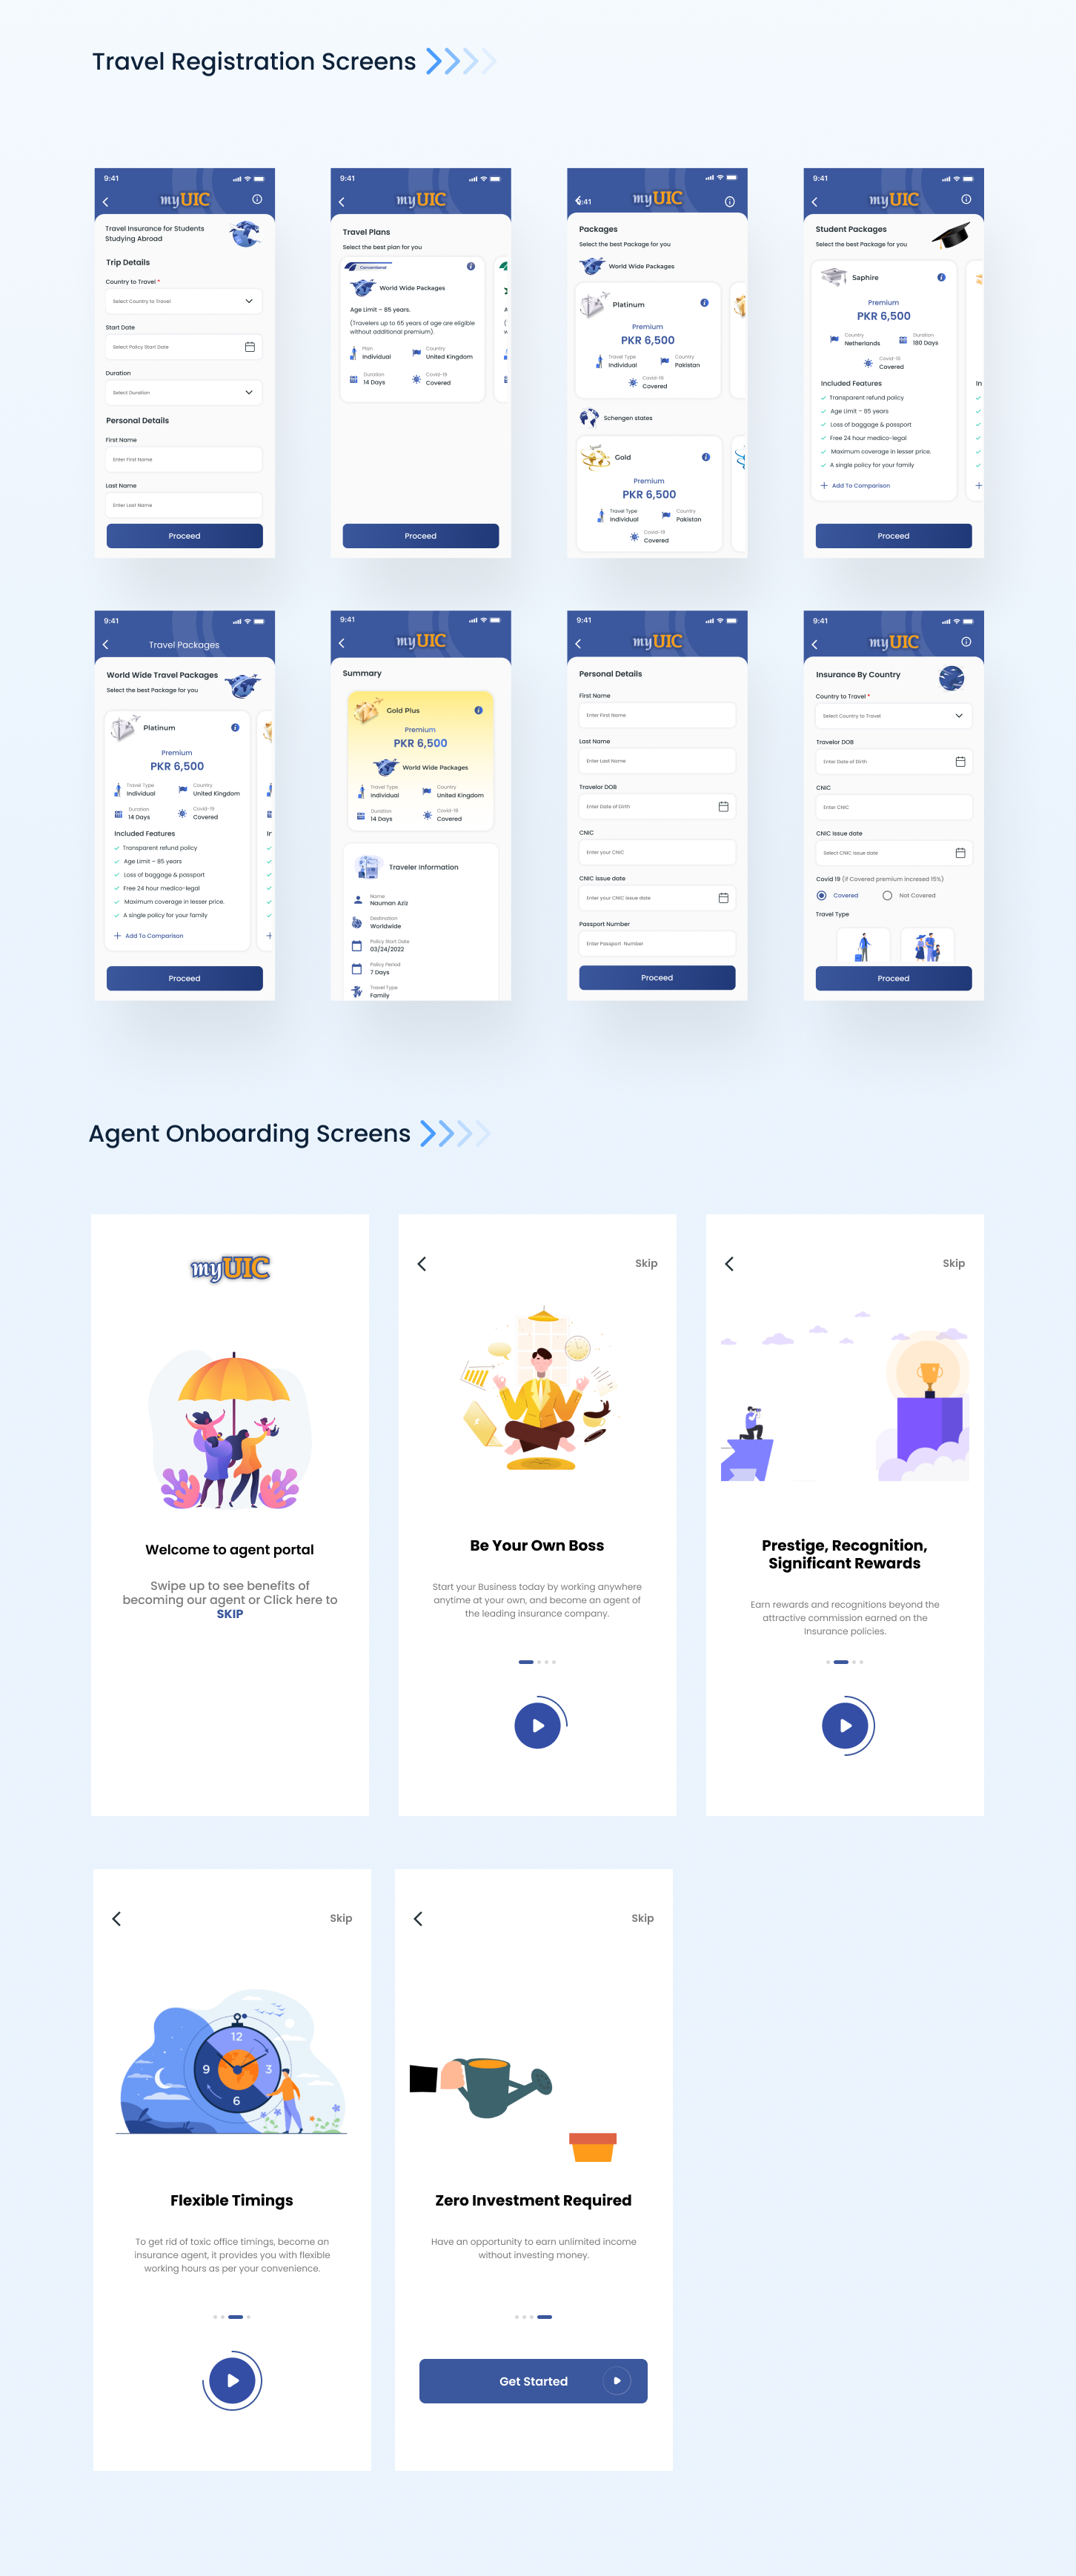 Travel Registration Screens
9:41
myUIC
Travel Insurance for Students
Studying Abroad
Trip Details
Country to Travel *
Select Country to Travel
Start Date
Select Policy Start Date
Duration
Select Duration
Personal Details
First Name
Enter First Name
Last Name
Enter Last Name
Proceed
9:41
myUIC
Travel Plans
Select the best plan for you
Conventional
World Wide Packages
Age Limit – 85 years.
(Travelers up to 65 years of age are eligible
without additional premium).
Plan
Individual
Country
United Kingdom
Duration
14 Days
Covid-19
Covered
Proceed
9:41
myUIC
Packages
Select the best Package for you
World Wide Packages
Platinum
Premium
PKR 6,500
Travel Type
Individual
Country
Pakistan
Covid-19
Covered
Schengen states
Gold
Premium
PKR 6,500
Travel Type
Individual
Country
Pakistan
Covid-19
Covered
9:41
myUIC
Student Packages
Select the best Package for you
Saphire
Premium
PKR 6,500
Country
Netherlands
Duration
180 Days
Covid-19
Covered
Included Features
In
Transparent refund policy
Age Limit – 85 years
Loss of baggage & passport
Free 24 hour medico-legal
Maximum coverage in lesser price.
A single policy for your family
Add To Comparison
Proceed
9:41
Travel Packages
World Wide Travel Packages
Select the best Package for you
Platinum
Premium
PKR 6,500
Travel Type
Individual
Country
United Kingdom
Duration
14 Days
Covid-19
Covered
Included Features
Transparent refund policy
Age Limit – 85 years
Loss of baggage & passport
Free 24 hour medico-legal
Maximum coverage in lesser price.
A single policy for your family
Add To Comparison
Proceed
9:41
myUIC
Summary
Gold Plus
Premium
PKR 6,500
World Wide Packages
Travel Type
Individual
Country
United Kingdom
Duration
14 Days
Covid-19
Covered
Traveler Information
Name
Nauman Aziz
Destination
Worldwide
Policy Start Date
03/24/2022
Policy Period
7 Days
Travel Type
Family
9:41
myUIC
Personal Details
First Name
Enter First Name
Last Name
Enter Last Name
Travelor DOB
Enter Date of Dirth
CNIC
Enter your CNIC
CNIC issue date
Enter your CNIC issue date
Passport Number
Enter Passport Number
Proceed
9:41
myUIC
Insurance By Country
Country to Travel *
Select Country to Travel
Travelor DOB
Enter Date of Dirth
CNIC
Enter CNIC
CNIC Issue date
Select CNIC issue date
Covid 19 (if Covered premium incresed 15%)
Covered
Not Covered
Travel Type
Proceed
Agent Onboarding Screens
myUIC
Welcome to agent portal
Swipe up to see benefits of
becoming our agent or Click here to
SKIP
Skip
Be Your Own Boss
Start your Business today by working anywhere
anytime at your own, and become an agent of
the leading insurance company.
Skip
Prestige, Recognition,
Significant Rewards
Earn rewards and recognitions beyond the
attractive commission earned on the
Insurance policies.
Skip
12
9
3
6
Flexible Timings
To get rid of toxic office timings, become an
insurance agent, it provides you with flexible
working hours as per your convenience.
Skip
Zero Investment Required
Have an opportunity to earn unlimited income
without investing money.
Get Started